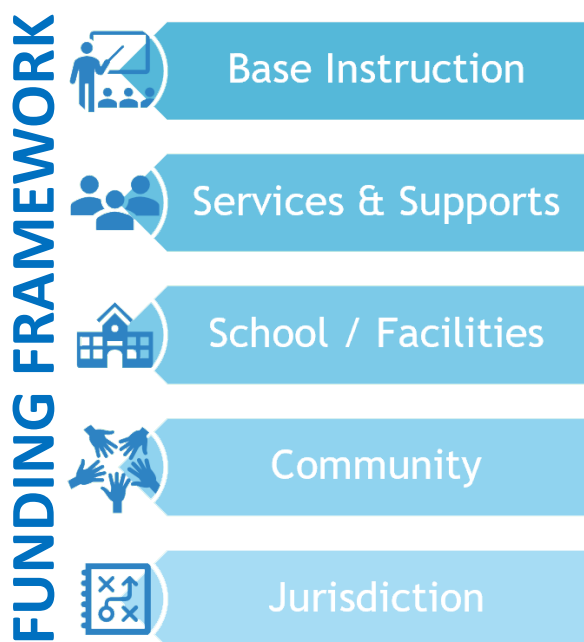 FUNDING FRAMEWORK
Base Instruction
Services & Supports
School / Facilities
Community
Jurisdiction